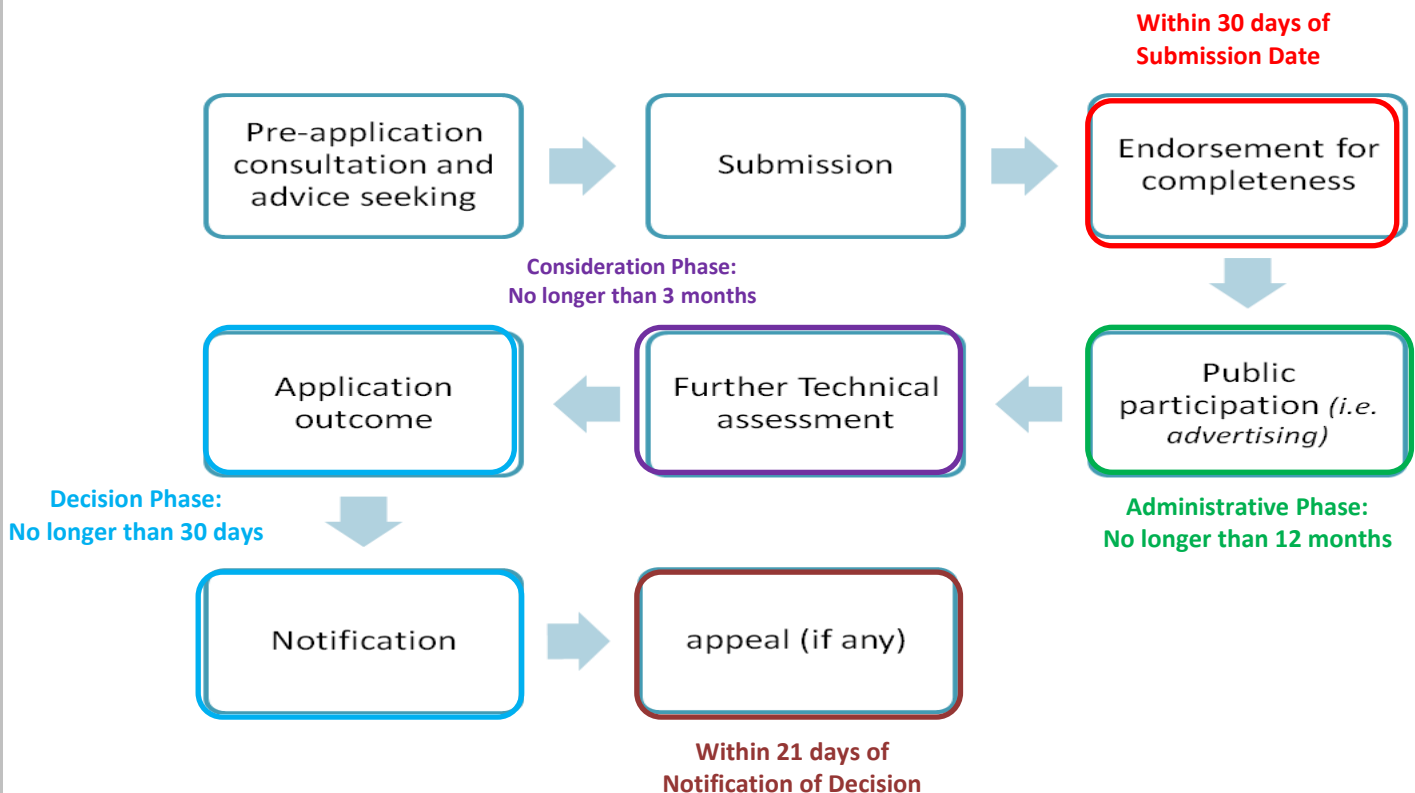 Within 30 days of
Submission Date
Pre-application
consultation and
advice seeking
Submission
Endorsement for
completeness
Consideration Phase:
No longer than 3 months
Public
participation (i.e.
advertising)
Further Technical
assessment
Application
outcome
Administrative Phase:
No longer than 12 months
Decision Phase:
No longer than 30 days
Notification
appeal (if any)
Within 21 days of
Notification of Decision